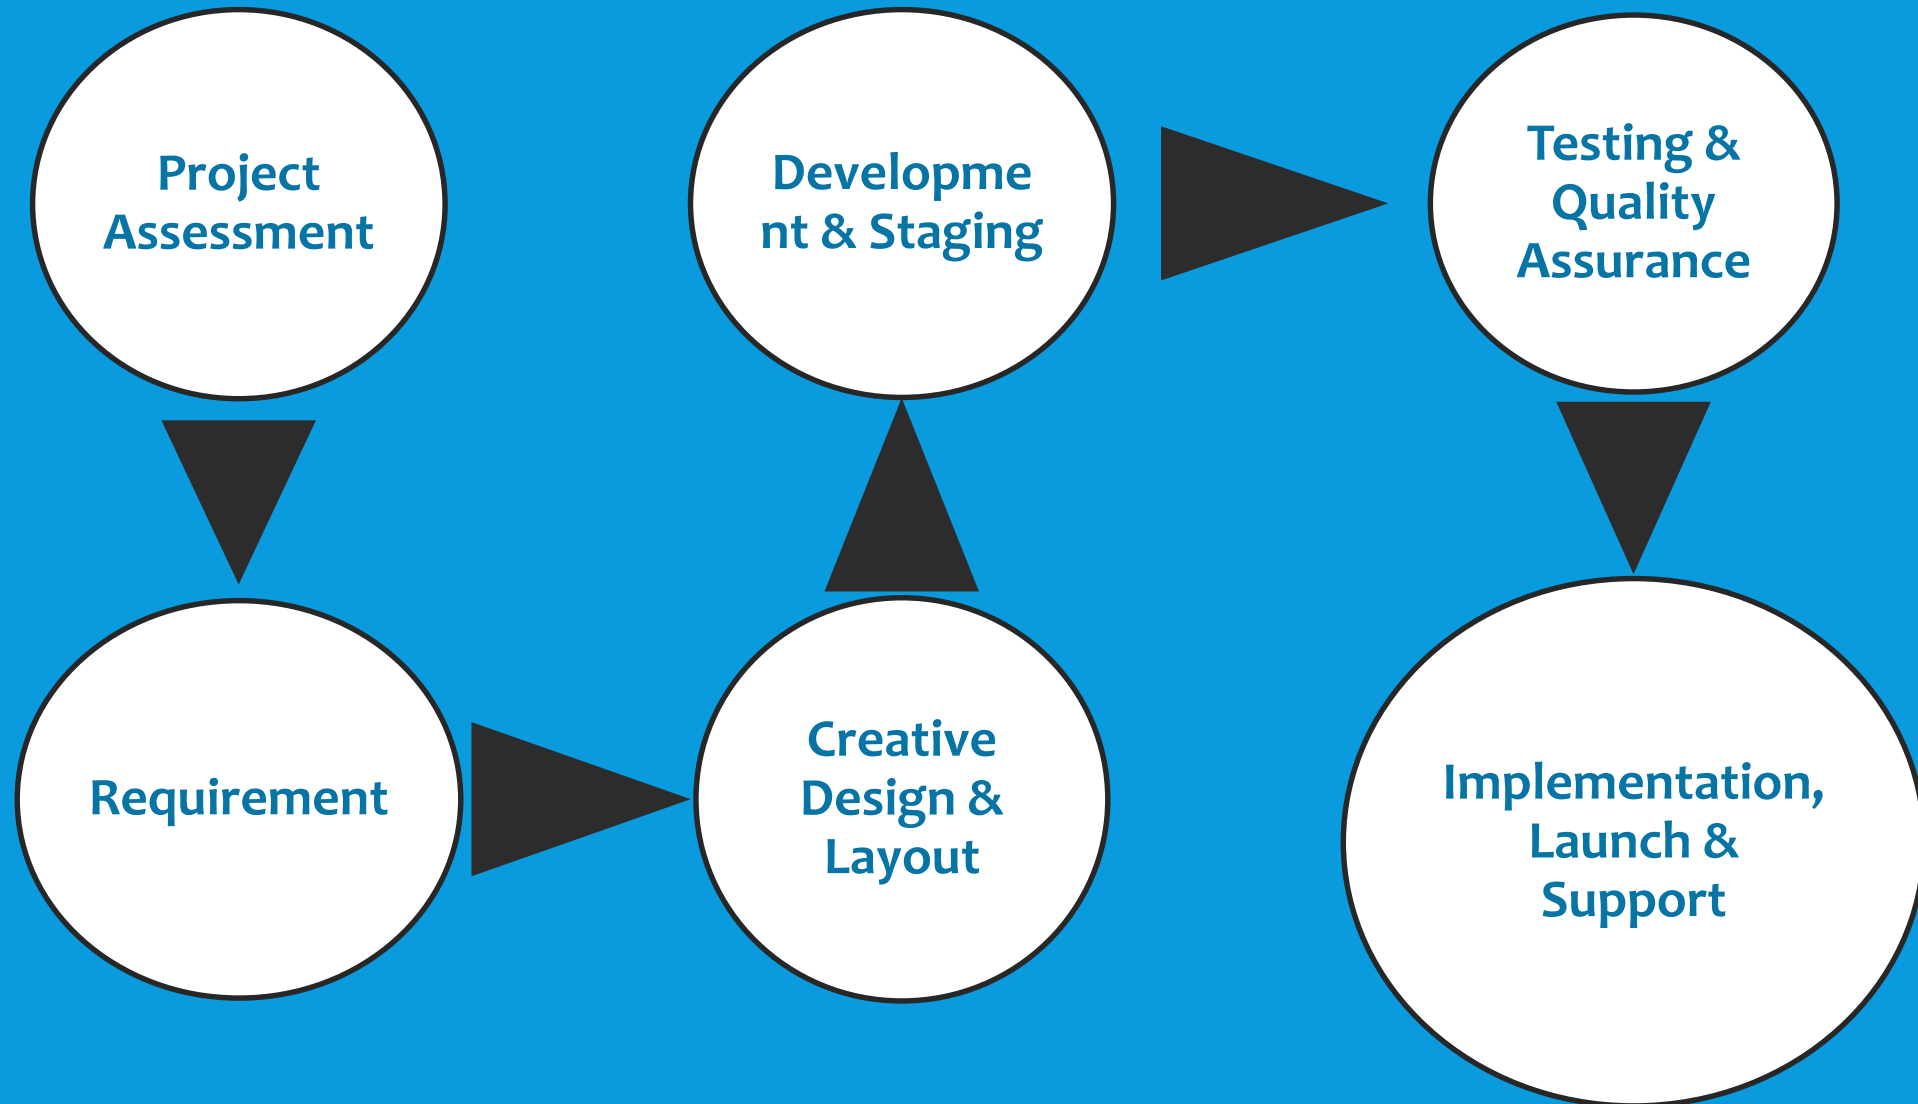 Project
Assessment
Requirement
Creative
Design &
Layout
Developme
nt & Staging
Testing &
Quality
Assurance
Implementation,
Launch &
Support